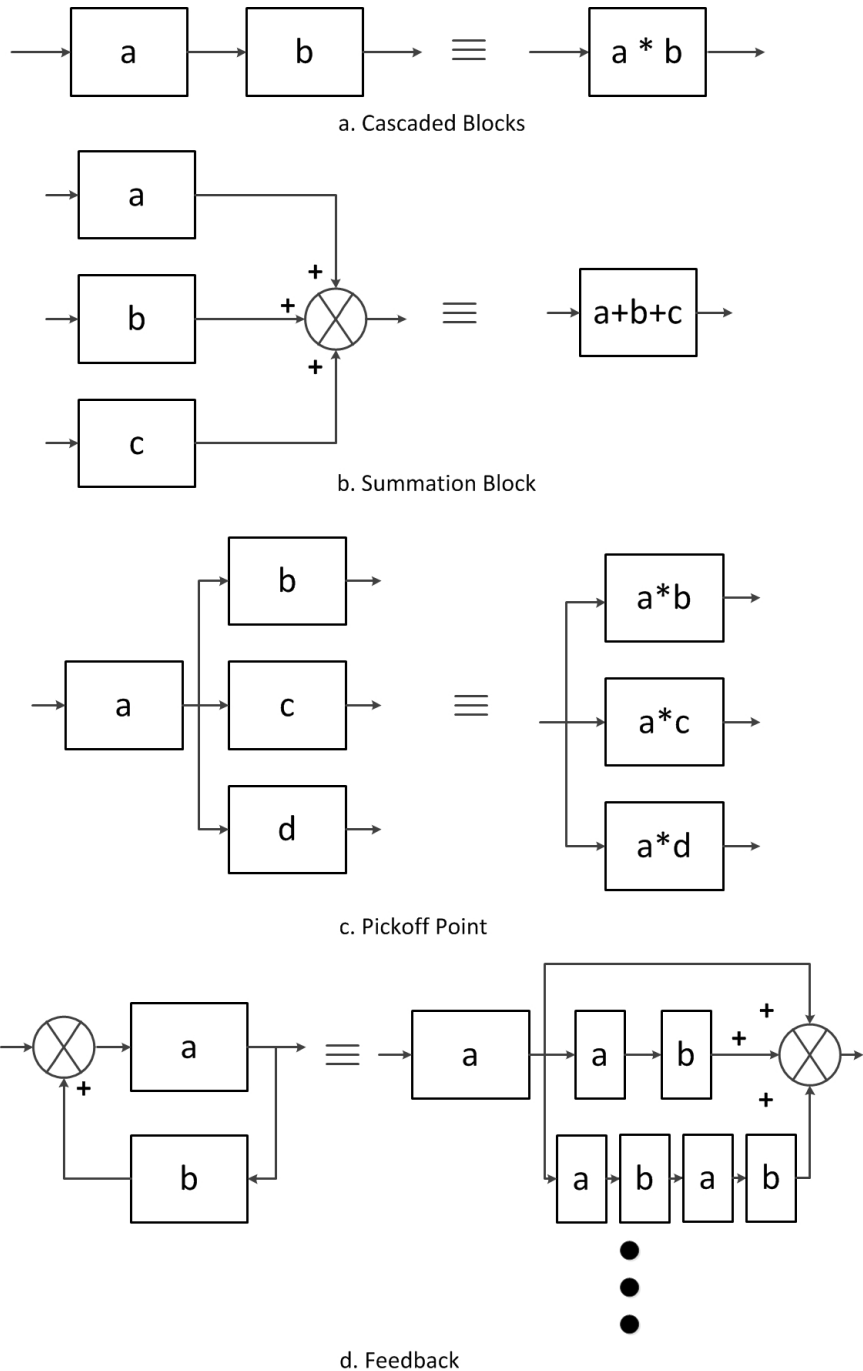 a b ≡ a * b
a. Cascaded Blocks
a
+
+ b ≡ a+b+c
+
c
b. Summation Block
b
a*b
a c ≡ a*c
d
a*d
c. Pickoff Point
+
a ≡ a a b +
+ +
b a b a b
d. Feedback